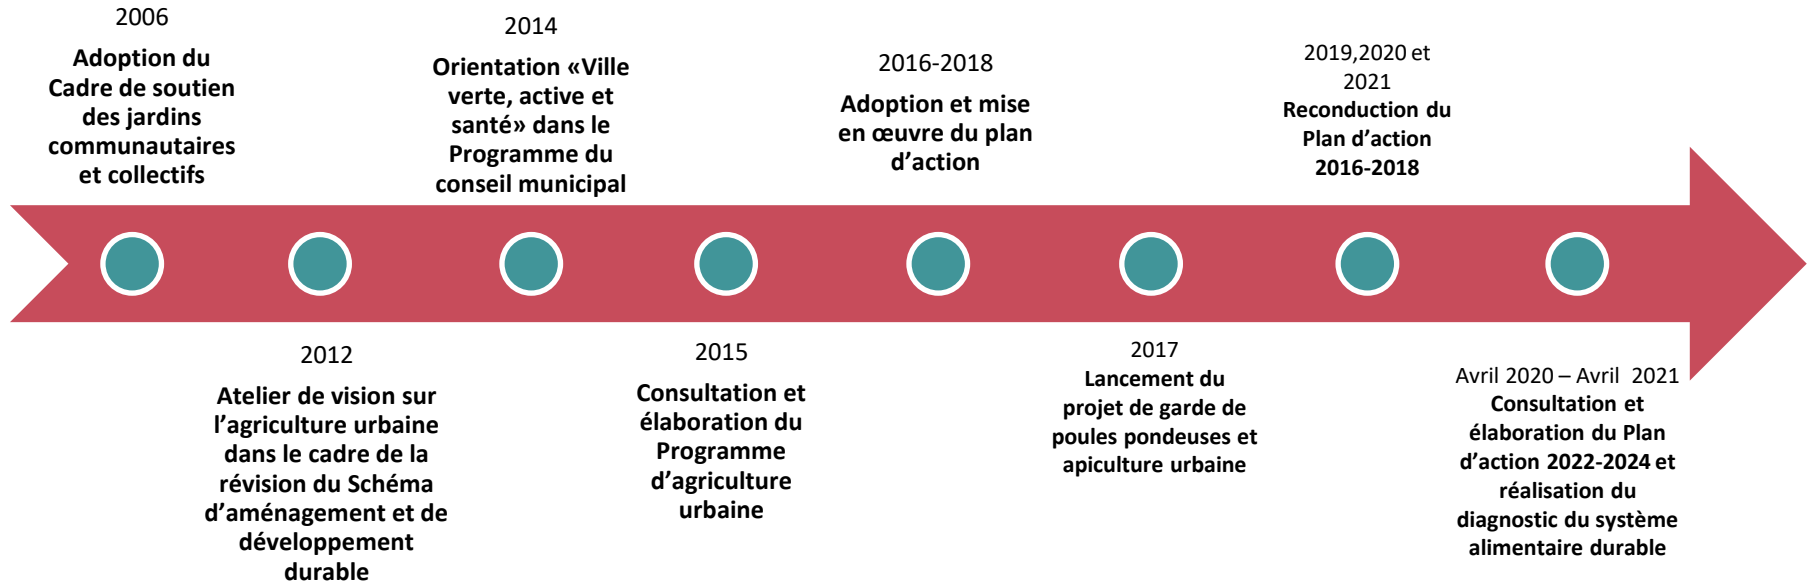 2006
Adoption du
Cadre de soutien
des jardins
communautaires
et collectifs
2012
Atelier de vision sur
l’agriculture urbaine
dans le cadre de la
révision du Schéma
d’aménagement et de
développement
durable
2014
Orientation «Ville
verte, active et
santé» dans le
Programme du
conseil municipal
2015
Consultation et
élaboration du
Programme
d’agriculture
urbaine
2016-2018
Adoption et mise
en œuvre du plan
d’action
2017
Lancement du
projet de garde de
poules pondeuses et
apiculture urbaine
2019,2020 et
2021
Reconduction du
Plan d’action
2016-2018
Avril 2020 – Avril 2021
Consultation et
élaboration du Plan
d’action 2022-2024 et
réalisation du
diagnostic du système
alimentaire durable